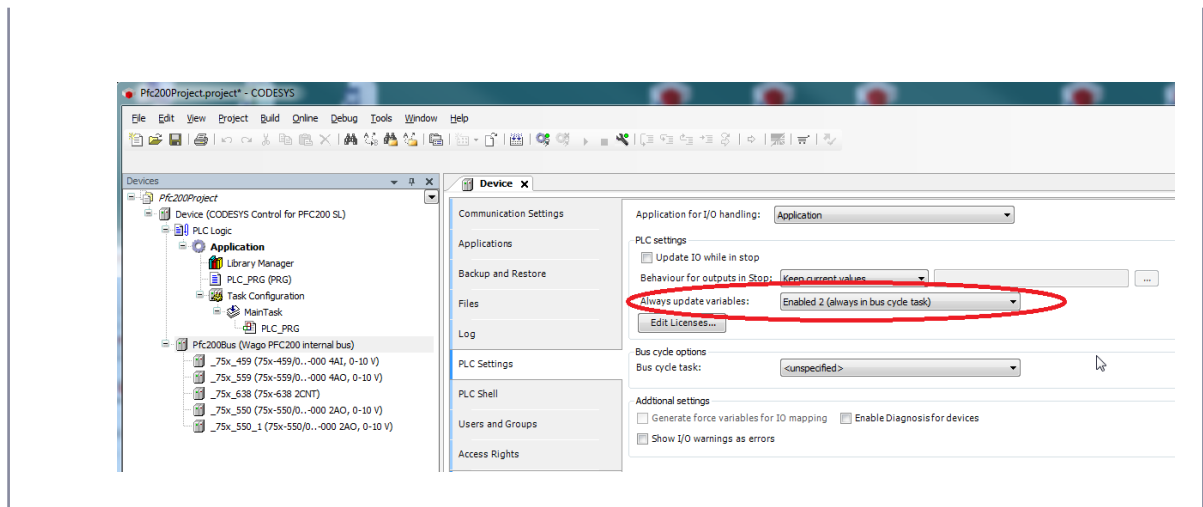 Pfc200Project.project* - CODESYS
File Edit View Project Build Online Debug Tools Window Help
Devices
Device
Pfc200Project
Device (CODESYS Control for PFC200 SL)
PLC Logic
Application
Library Manager
PLC_PRG (PRG)
Task Configuration
MainTask
PLC_PRG
Pfc200Bus (Wago PFC200 internal bus)
_75x_459 (75x-459/0..-000 4AI, 0-10 V)
_75x_559 (75x-559/0..-000 4AO, 0-10 V)
_75x_638 (75x-638 2CNT)
_75x_550 (75x-550/0..-000 2AO, 0-10 V)
_75x_550_1 (75x-550/0..-000 2AO, 0-10 V)
Communication Settings
Applications
Backup and Restore
Files
Log
PLC Settings
PLC Shell
Users and Groups
Access Rights
Application for I/O handling: Application
PLC settings
Update IO while in stop
Behaviour for outputs in Stop: Keep current values ...
Always update variables: Enabled 2 (always in bus cycle task)
Edit Licenses...
Bus cycle options
Bus cycle task: <unspecified>
Addtional settings
Generate force variables for IO mapping Enable Diagnosis for devices
Show I/O warnings as errors